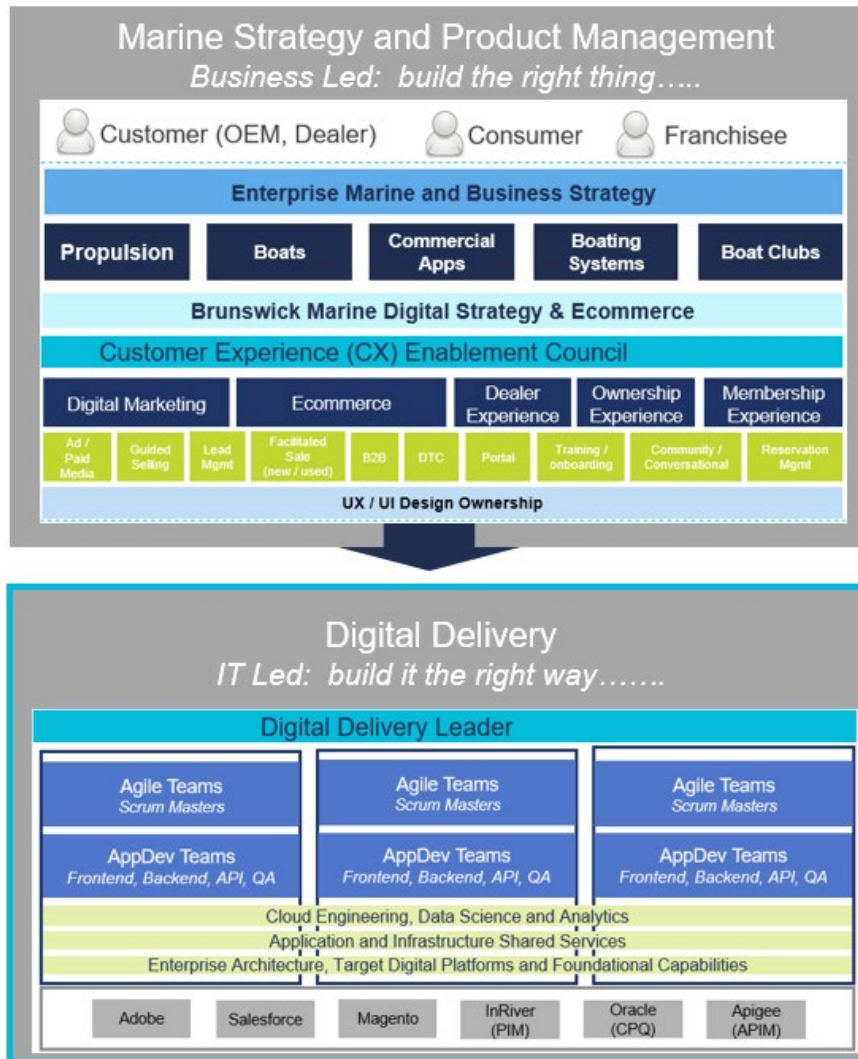 Marine Strategy and Product Management
Business Led: build the right thing…..
Customer (OEM, Dealer)
Consumer
Franchisee
Enterprise Marine and Business Strategy
Propulsion
Boats
Commercial
Apps
Boating
Systems
Boat Clubs
Brunswick Marine Digital Strategy & Ecommerce
Customer Experience (CX) Enablement Council
Digital Marketing
Ecommerce
Dealer
Experience
Ownership
Experience
Membership
Experience
Ad /
Paid
Media
Guided
Selling
Lead
Mgmt
Facilitated
Sale
(new / used)
B2B
DTC
Portal
Training /
onboarding
Community /
Conversational
Reservation
Mgmt
UX / UI Design Ownership
Digital Delivery
IT Led: build it the right way…….
Digital Delivery Leader
Agile Teams
Scrum Masters
Agile Teams
Scrum Masters
Agile Teams
Scrum Masters
AppDev Teams
Frontend, Backend, API, QA
AppDev Teams
Frontend, Backend, API, QA
AppDev Teams
Frontend, Backend, API, QA
Cloud Engineering, Data Science and Analytics
Application and Infrastructure Shared Services
Enterprise Architecture, Target Digital Platforms and Foundational Capabilities
Adobe
Salesforce
Magento
InRiver
(PIM)
Oracle
(CPQ)
Apigee
(APIM)